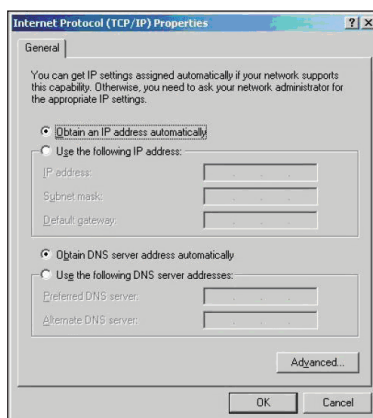 Internet Protocol (TCP/IP) Properties
General
You can get IP settings assigned automatically if your network supports
this capability. Otherwise, you need to ask your network administrator for
the appropriate IP settings.
Obtain an IP address automatically
Use the following IP address:
IP address:
Subnet mask:
Default gateway:
Obtain DNS server address automatically
Use the following DNS server addresses:
Preferred DNS server:
Alternate DNS server:
Advanced...
OK
Cancel